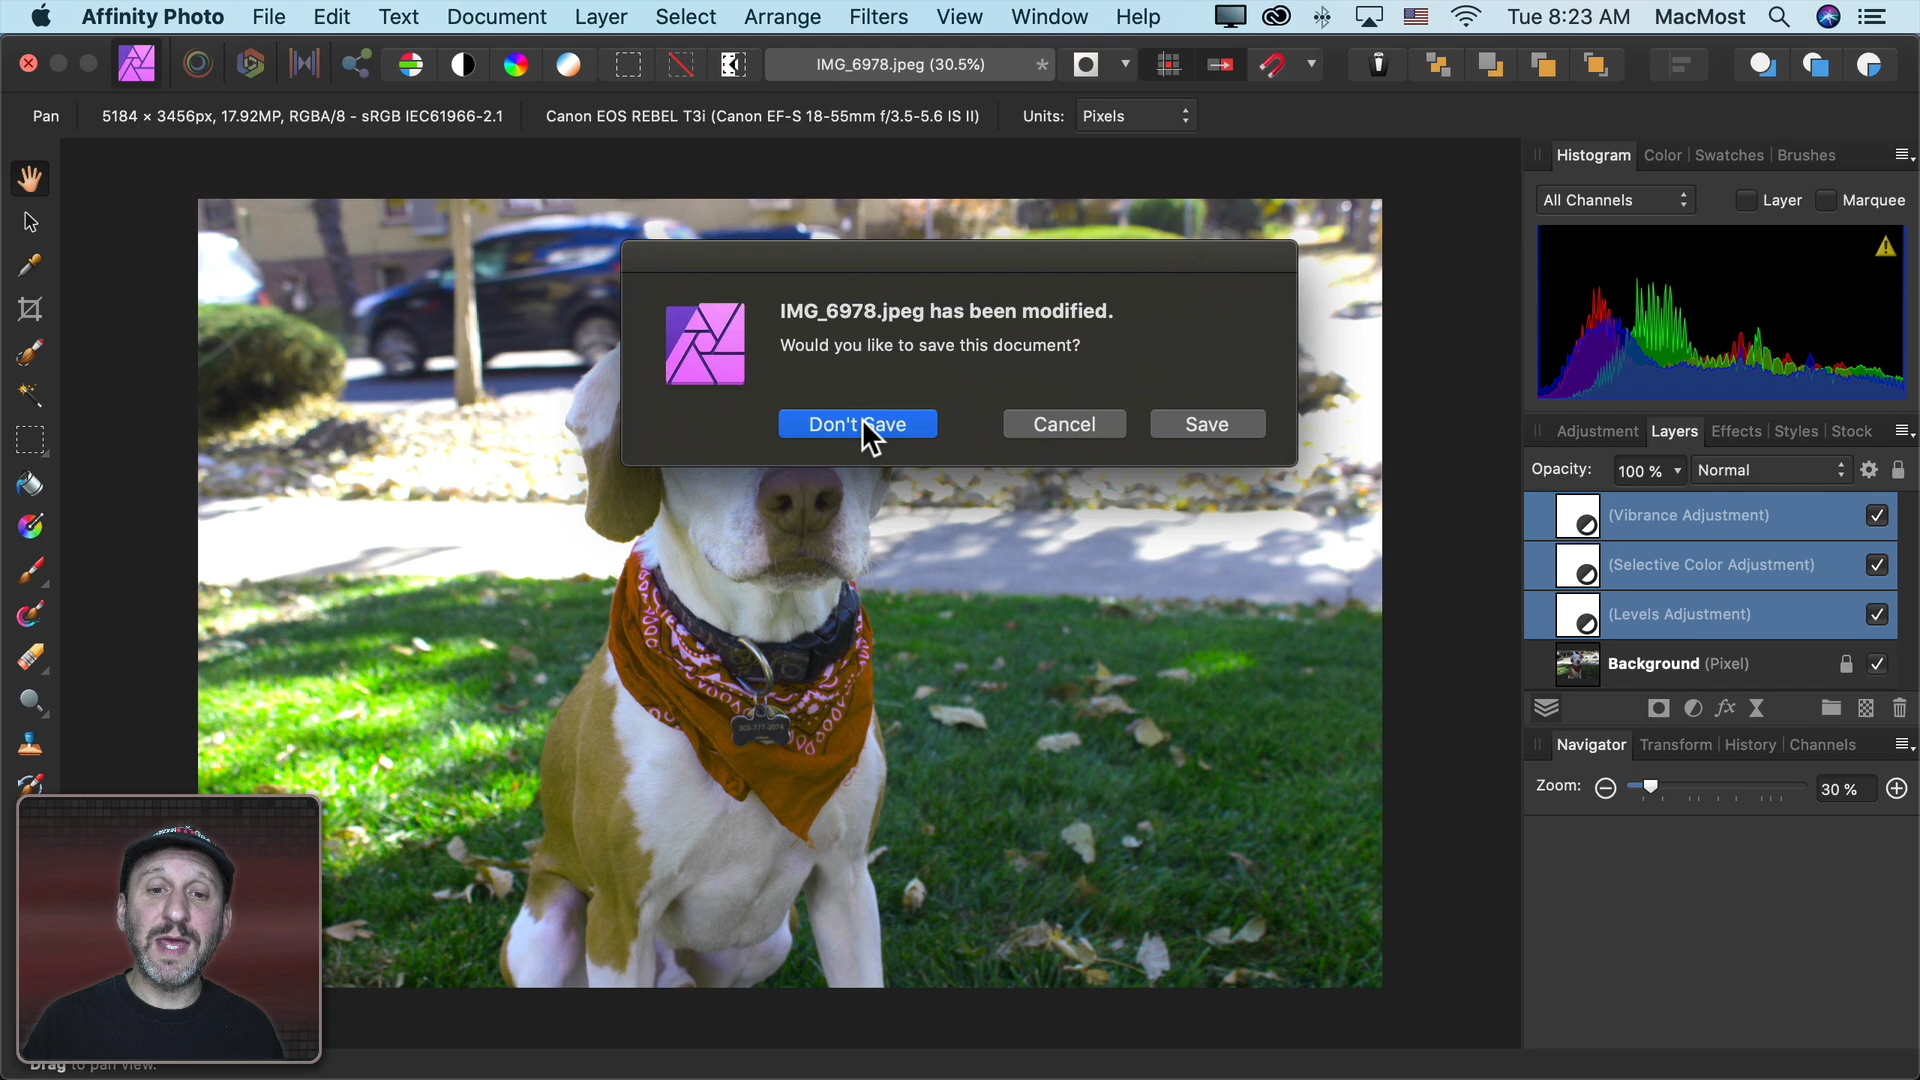 Affinity Photo File Edit Text Document Layer Select Arrange Filters View Window Help Tue 8:23 AM MacMost
IMG_6978.jpeg (30.5%) *
Pan 5184 × 3456px, 17.92MP, RGBA/8 - sRGB IEC61966-2.1 Canon EOS REBEL T3i (Canon EF-S 18-55mm f/3.5-5.6 IS II) Units: Pixels
Histogram Color Swatches Brushes
All Channels Layer Marquee
IMG_6978.jpeg has been modified.
Would you like to save this document?
Don't Save Cancel Save
Adjustment Layers Effects Styles Stock
Opacity: 100 % Normal
(Vibrance Adjustment)
(Selective Color Adjustment)
(Levels Adjustment)
Background (Pixel)
fx
303-777-2074
Navigator Transform History Channels
Zoom: 30 %
Drag to pan view.